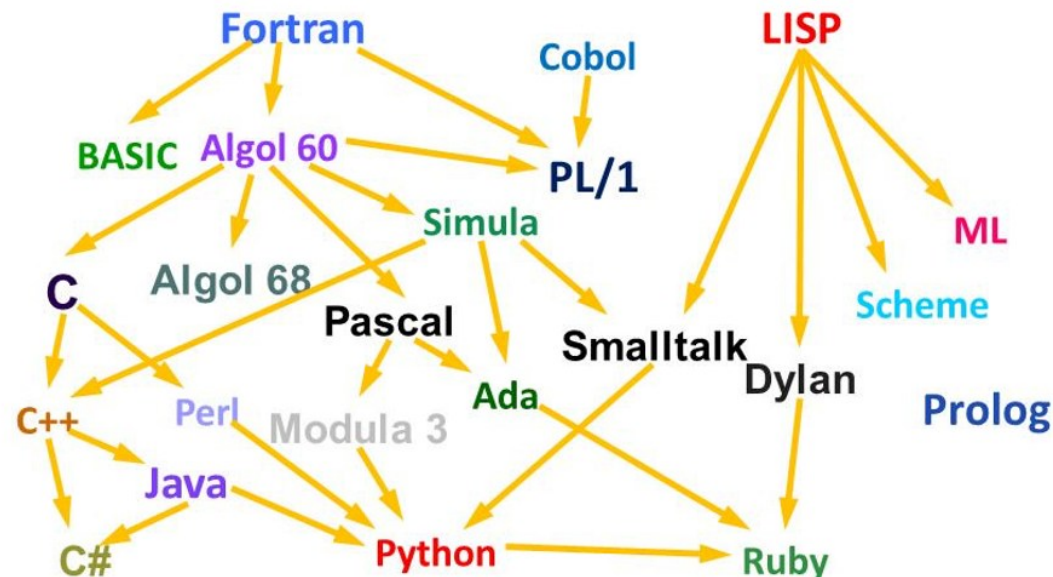 Fortran
LISP
Cobol
BASIC
Algol 60
PL/1
Simula
ML
C
Algol 68
Scheme
Pascal
Smalltalk
Dylan
Ada
Prolog
C++
Perl
Modula 3
Java
C#
Python
Ruby